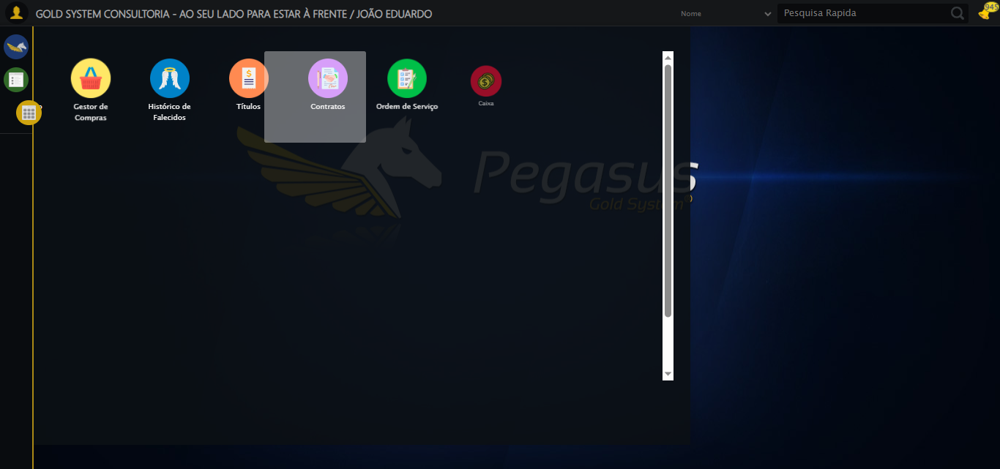 GOLD SYSTEM CONSULTORIA - AO SEU LADO PARA ESTAR À FRENTE / JOÃO EDUARDO
Nome
Pesquisa Rapida
945
Gestor de
Compras
Histórico de
Falecidos
Títulos
Contratos
Ordem de Serviço
Caixa
Pegasus
Gold System®